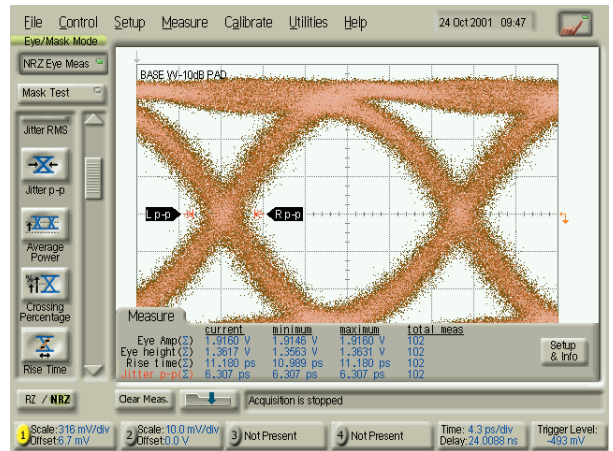 File Control Setup Measure Calibrate Utilities Help 24 Oct 2001 09:47
Eye/Mask Mode
NRZ Eye Meas
Mask Test
Jitter RMS
Jitter p-p
Average
Power
Crossing
Percentage
Rise Time
BASE W-10dB PAD
L p-p
R p-p
Measure
current minimum maximum total meas
Eye Amp(Σ) 1.9160 V 1.9146 V 1.9160 V 102
Eye height(Σ) 1.3617 V 1.3563 V 1.3631 V 102
Rise time(Σ) 11.180 ps 10.989 ps 11.180 ps 102
Jitter p-p(Σ) 6.307 ps 6.307 ps 6.307 ps 102
Setup
& Info
RZ / NRZ
Clear Meas.
Acquisition is stopped
1 Scale:316 mV/div
Offset:6.7 mV
2 Scale:10.0 mV/div
Offset:0.0 V
3 Not Present
4 Not Present
Time: 4.3 ps/div
Delay:24.0088 ns
Trigger Level:
-493 mV